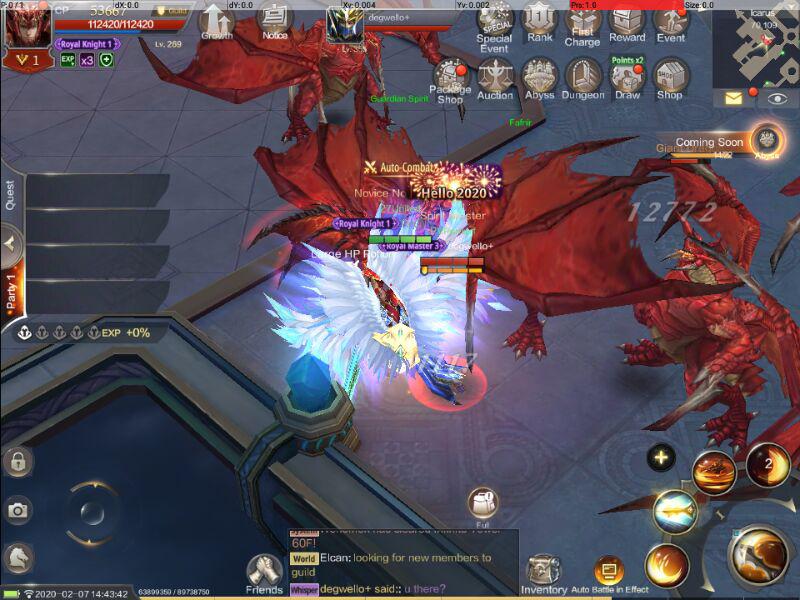 P:0 / 1
dX:0.0
dY: 0.0
Xv:0.004
Yv:0.002
Prs:1.0
Size:0.0
CP 53667
Guild
112420/112420
Lv. 269
Royal Knight 1
V 1
EXP x3
Growth
Notice
degwello+
Special Event
Rank
First Charge
Reward
Event
Icarus
Package Shop
Auction
Abyss
Dungeon
Points x2
Draw
Shop
Guardian Spirit
Fafnir
Coming Soon
Abyss
Auto-Combat
Hello 2020
Novice
Royal Knight 1
Royal Master 3
degwello+
12772
Quest
Party 1
EXP +0%
2
Full
60F!
World Elcan: looking for new members to
guild
Whisper degwello+ said:: u there?
Friends
Inventory
Auto Battle in Effect
2020-02-07 14:43:42
63899359 / 89738750